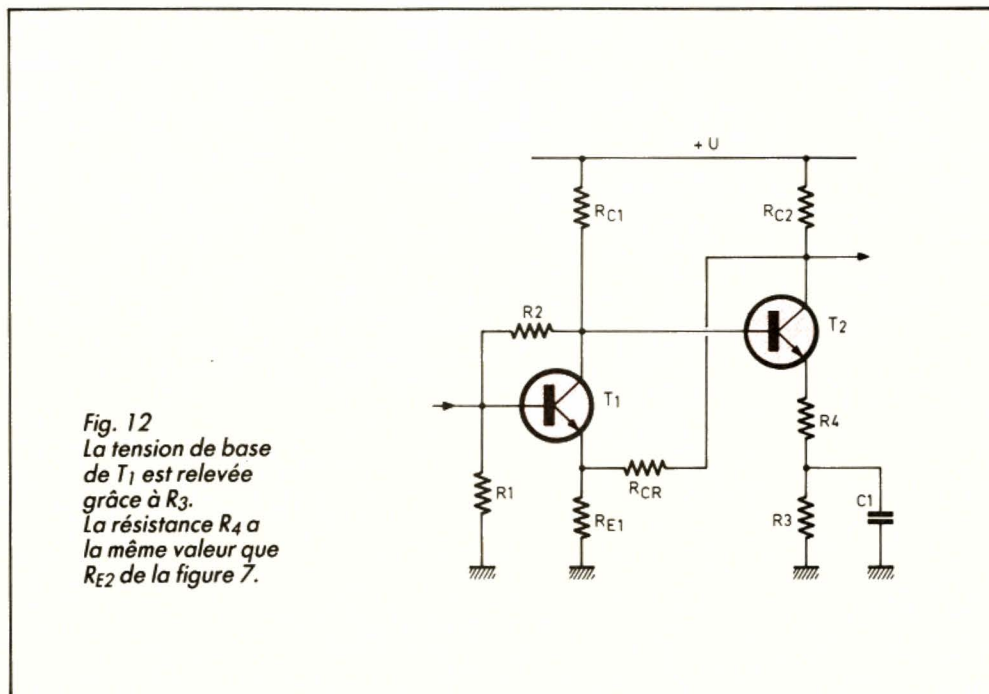 + U
RC1
RC2
R2
T2
T1
R4
R1
RCR
RE1
R3
C1
Fig. 12
La tension de base
de T1 est relevée
grâce à R3.
La résistance R4 a
la même valeur que
RE2 de la figure 7.